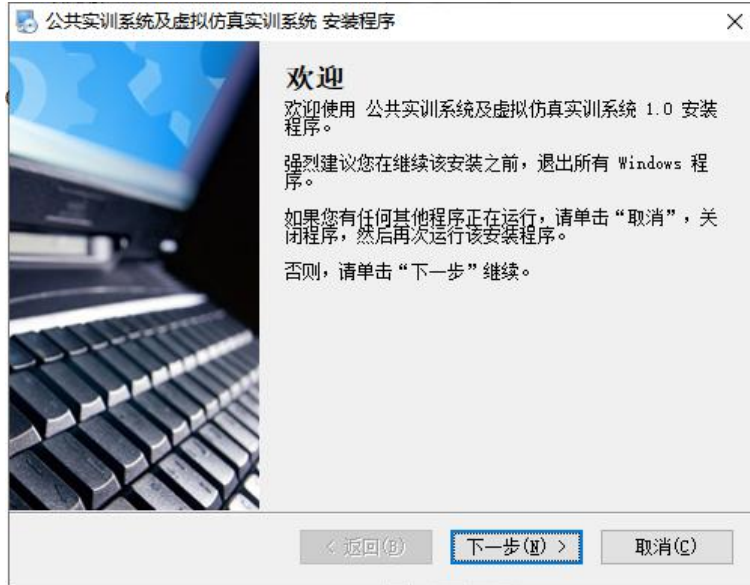 公共实训系统及虚拟仿真实训系统 安装程序
欢迎
欢迎使用 公共实训系统及虚拟仿真实训系统 1.0 安装
程序。
强烈建议您在继续该安装之前，退出所有 Windows 程
序。
如果您有任何其他程序正在运行，请单击“取消”，关
闭程序，然后再次运行该安装程序。
否则，请单击“下一步”继续。
< 返回(B)
下一步(N) >
取消(C)